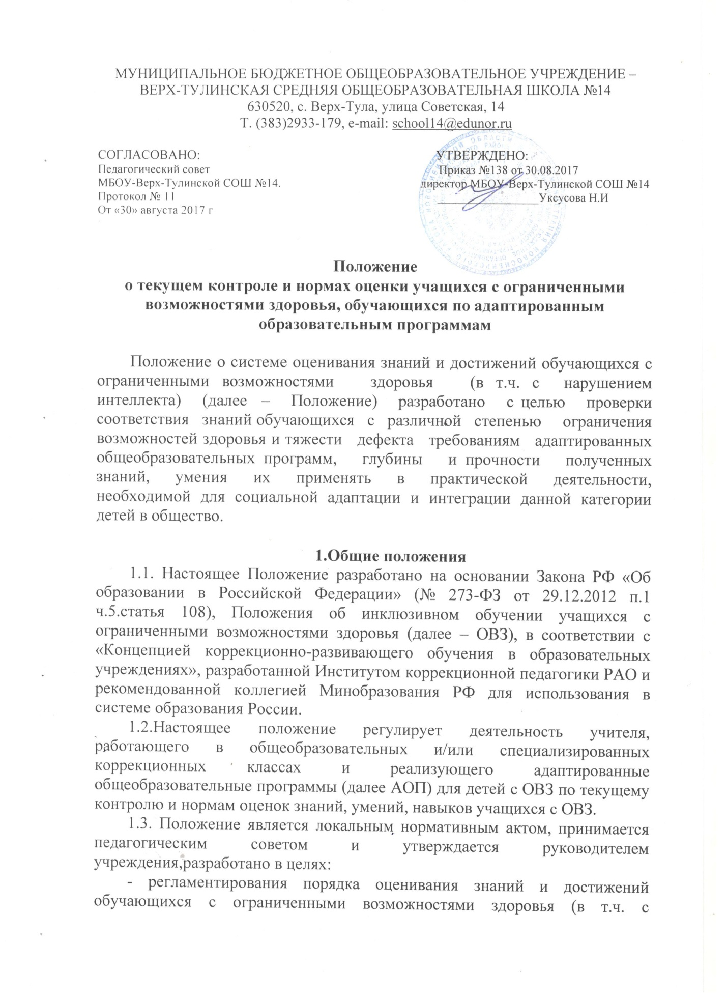 МУНИЦИПАЛЬНОЕ БЮДЖЕТНОЕ ОБЩЕОБРАЗОВАТЕЛЬНОЕ УЧРЕЖДЕНИЕ –
ВЕРХ-ТУЛИНСКАЯ СРЕДНЯЯ ОБЩЕОБРАЗОВАТЕЛЬНАЯ ШКОЛА №14
630520, с. Верх-Тула, улица Советская, 14
Т. (383)2933-179, e-mail: school14@edunor.ru
СОГЛАСОВАНО:
Педагогический совет
МБОУ-Верх-Тулинской СОШ №14.
Протокол № 11
От «30» августа 2017 г
УТВЕРЖДЕНО:
Приказ №138 от 30.08.2017
директор МБОУ-Верх-Тулинской СОШ №14
Уксусова Н.И
Положение
о текущем контроле и нормах оценки учащихся с ограниченными
возможностями здоровья, обучающихся по адаптированным
образовательным программам
Положение о системе оценивания знаний и достижений обучающихся с
ограниченными возможностями здоровья (в т.ч. с нарушением
интеллекта) (далее – Положение) разработано с целью проверки
соответствия знаний обучающихся с различной степенью ограничения
возможностей здоровья и тяжести дефекта требованиям адаптированных
общеобразовательных программ, глубины и прочности полученных
знаний, умения их применять в практической деятельности,
необходимой для социальной адаптации и интеграции данной категории
детей в общество.
1.Общие положения
1.1. Настоящее Положение разработано на основании Закона РФ «Об
образовании в Российской Федерации» (№ 273-ФЗ от 29.12.2012 п.1
ч.5.статья 108), Положения об инклюзивном обучении учащихся с
ограниченными возможностями здоровья (далее – ОВЗ), в соответствии с
«Концепцией коррекционно-развивающего обучения в образовательных
учреждениях», разработанной Институтом коррекционной педагогики РАО и
рекомендованной коллегией Минобразования РФ для использования в
системе образования России.
1.2.Настоящее положение регулирует деятельность учителя,
работающего в общеобразовательных и/или специализированных
коррекционных классах и реализующего адаптированные
общеобразовательные программы (далее АОП) для детей с ОВЗ по текущему
контролю и нормам оценок знаний, умений, навыков учащихся с ОВЗ.
1.3. Положение является локальным нормативным актом, принимается
педагогическим советом и утверждается руководителем
учреждения,разработано в целях:
- регламентирования порядка оценивания знаний и достижений
обучающихся с ограниченными возможностями здоровья (в т.ч. с